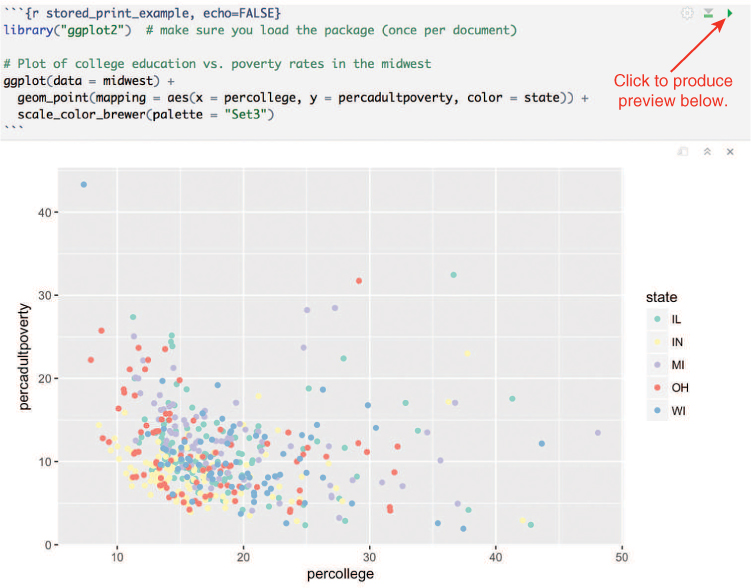 ```{r stored_print_example, echo=FALSE}
library("ggplot2")  # make sure you load the package (once per document)
# Plot of college education vs. poverty rates in the midwest
ggplot(data = midwest) +
  geom_point(mapping = aes(x = percollege, y = percadultpoverty, color = state)) +
  scale_color_brewer(palette = "Set3")
```
Click to produce
preview below.
percadultpoverty
40
30
20
10
0
10
20
30
40
50
percollege
state
IL
IN
MI
OH
WI